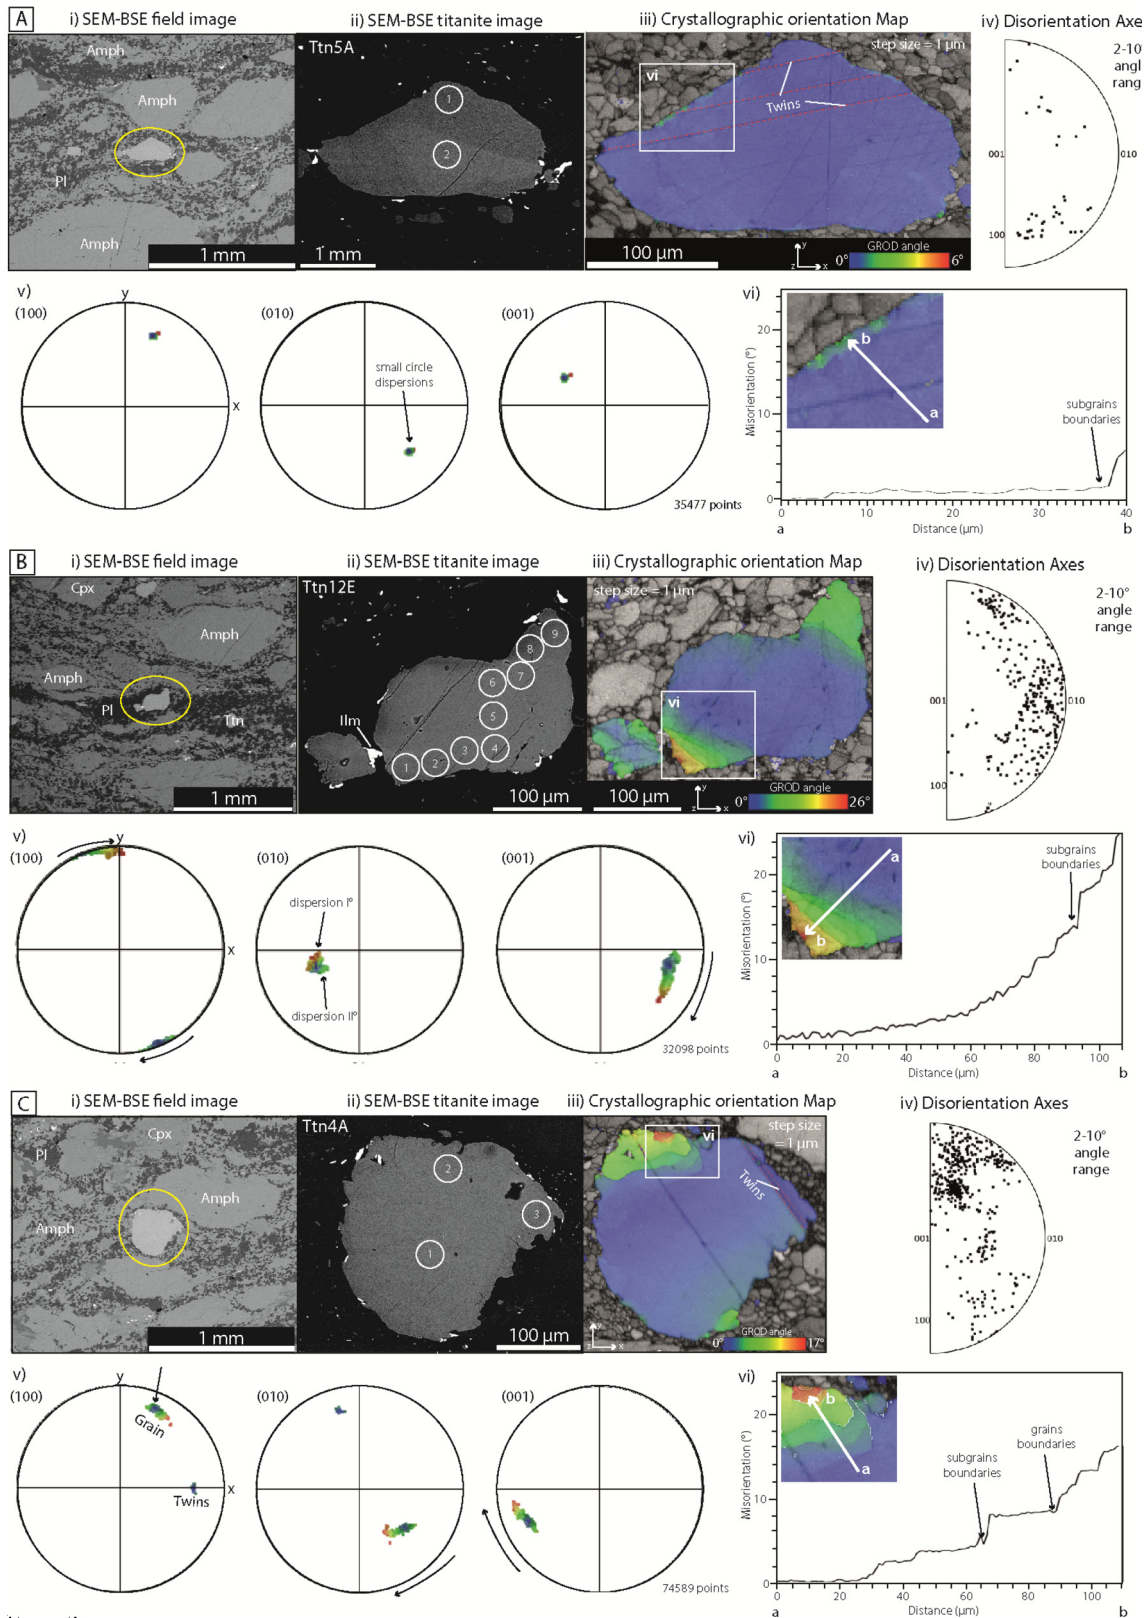 A
i) SEM-BSE field image
ii) SEM-BSE titanite image
iii) Crystallographic orientation Map
iv) Disorientation Axe
Amph
Amph
Pl
Amph
1 mm
Ttn5A
1
2
1 mm
step size = 1 µm
vi
Twins
100 µm
y
z
x
GROD angle
0°
6°
2-10°
angl
rang
001
010
100
v)
(100)
y
x
(010)
small circle
dispersions
(001)
35477 points
vi)
Misorientation (°)
20
10
0
b
a
subgrains
boundaries
0
10
20
30
40
a
Distance (µm)
b
B
i) SEM-BSE field image
ii) SEM-BSE titanite image
iii) Crystallographic orientation Map
iv) Disorientation Axes
Cpx
Amph
Amph
Pl
Ttn
1 mm
Ttn12E
Ilm
1
2
3
4
5
6
7
8
9
100 µm
step size = 1 µm
vi
100 µm
y
z
x
GROD angle
0°
26°
2-10°
angle
range
001
010
100
v)
(100)
y
x
(010)
dispersion I°
dispersion II°
(001)
32098 points
vi)
Misorientation (°)
20
10
0
a
b
subgrains
boundaries
0
20
40
60
80
100
a
Distance (µm)
b
C
i) SEM-BSE field image
ii) SEM-BSE titanite image
iii) Crystallographic orientation Map
iv) Disorientation Axes
Cpx
Pl
Amph
Amph
1 mm
Ttn4A
2
3
1
100 µm
vi
step size
= 1 µm
Twins
y
z
x
GROD angle
0°
17°
2-10°
angle
range
001
010
100
v)
(100)
y
x
Grain
Twins
(010)
(001)
74589 points
vi)
Misorientation (°)
20
10
0
b
a
subgrains
boundaries
grains
boundaries
0
20
40
60
80
100
a
Distance (µm)
b